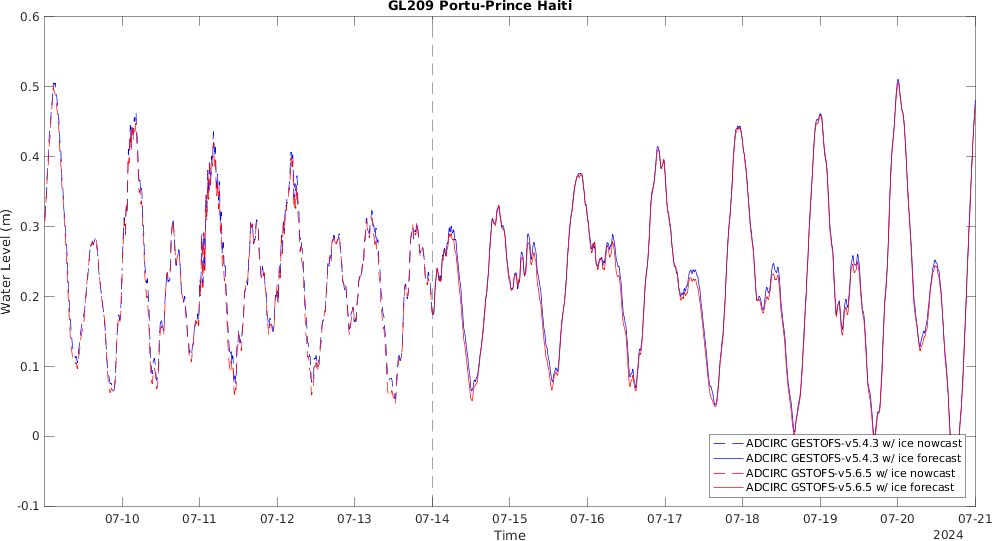 GL209 Portu-Prince Haiti
0.6
0.5
0.4
0.3
0.2
0.1
0
-0.1
Water Level (m)
ADCIRC GESTOFS-v5.4.3 w/ ice nowcast
ADCIRC GESTOFS-v5.4.3 w/ ice forecast
ADCIRC GSTOFS-v5.6.5 w/ ice nowcast
ADCIRC GSTOFS-v5.6.5 w/ ice forecast
07-10 07-11 07-12 07-13 07-14 07-15 07-16 07-17 07-18 07-19 07-20 07-21
Time
2024